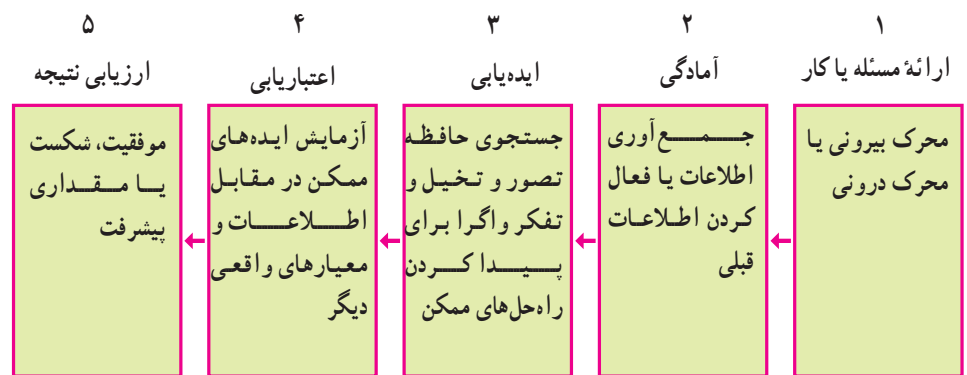 ۱
ارائهٔ مسئله یا کار
محرک بیرونی یا
محرک درونی
۲
آمادگی
جمع‌آوری
اطلاعات یا فعال
کردن اطلاعات
قبلی
۳
ایده‌یابی
جستجوی حافظه
تصور و تخیل و
تفکر واگرا برای
پیدا کردن
راه‌حل‌های ممکن
۴
اعتباریابی
آزمایش ایده‌های
ممکن در مقابل
اطلاعات و
معیارهای واقعی
دیگر
۵
ارزیابی نتیجه
موفقیت، شکست
یا مقداری
پیشرفت